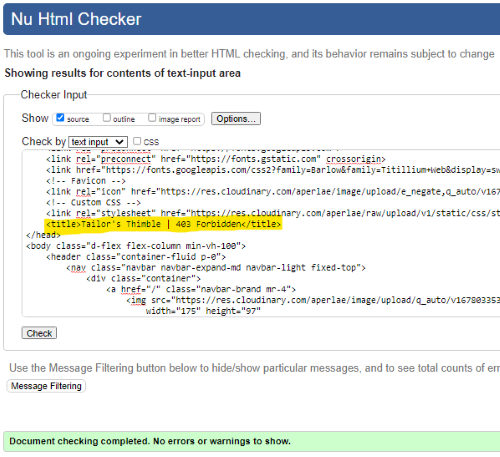 Nu Html Checker
This tool is an ongoing experiment in better HTML checking, and its behavior remains subject to change
Showing results for contents of text-input area
Checker Input
Show source outline image report Options...
Check by text input CSS
<link rel="preconnect" href="https://fonts.googleapis.com">
<link rel="preconnect" href="https://fonts.gstatic.com" crossorigin>
<link href="https://fonts.googleapis.com/css2?family=Barlow&family=Titillium+Web&display=sw
<!-- Favicon -->
<link rel="icon" href="https://res.cloudinary.com/aperlae/image/upload/e_negate,q_auto/v167
<!-- Custom CSS -->
<link rel="stylesheet" href="https://res.cloudinary.com/aperlae/raw/upload/v1/static/css/st
<title>Tailor's Thimble | 403 Forbidden</title>
</head>
<body class="d-flex flex-column min-vh-100">
<header class="container-fluid p-0">
<nav class="navbar navbar-expand-md navbar-light fixed-top">
<div class="container">
<a href="/" class="navbar-brand mr-4">
<img src="https://res.cloudinary.com/aperlae/image/upload/q_auto/v167803353
width="175" height="97"
Check
Use the Message Filtering button below to hide/show particular messages, and to see total counts of err
Message Filtering
Document checking completed. No errors or warnings to show.